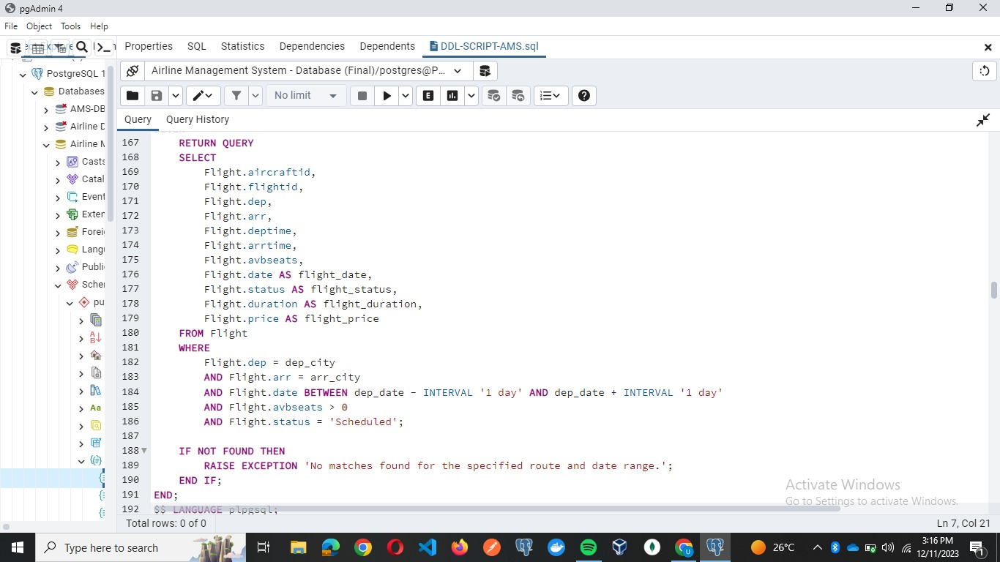 pgAdmin 4
File Object Tools Help
Properties SQL Statistics Dependencies Dependents DDL-SCRIPT-AMS.sql
PostgreSQL 1
Airline Management System - Database (Final)/postgres@P...
Databases
No limit
AMS-DB
Airline D
Query Query History
Airline M
Casts
Catal
Event
Exten
Forei
Langu
Publi
Scher
pu
Aa
167 RETURN QUERY
168 SELECT
169 Flight.aircraftid,
170 Flight.flightid,
171 Flight.dep,
172 Flight.arr,
173 Flight.deptime,
174 Flight.arrtime,
175 Flight.avbseats,
176 Flight.date AS flight_date,
177 Flight.status AS flight_status,
178 Flight.duration AS flight_duration,
179 Flight.price AS flight_price
180 FROM Flight
181 WHERE
182 Flight.dep = dep_city
183 AND Flight.arr = arr_city
184 AND Flight.date BETWEEN dep_date - INTERVAL '1 day' AND dep_date + INTERVAL '1 day'
185 AND Flight.avbseats > 0
186 AND Flight.status = 'Scheduled';
187
188 IF NOT FOUND THEN
189 RAISE EXCEPTION 'No matches found for the specified route and date range.';
190 END IF;
191 END;
192 $$ LANGUAGE plpgsql;
Activate Windows
Go to Settings to activate Windows.
Total rows: 0 of 0
Ln 7, Col 21
Type here to search
26°C
3:16 PM
12/11/2023
1